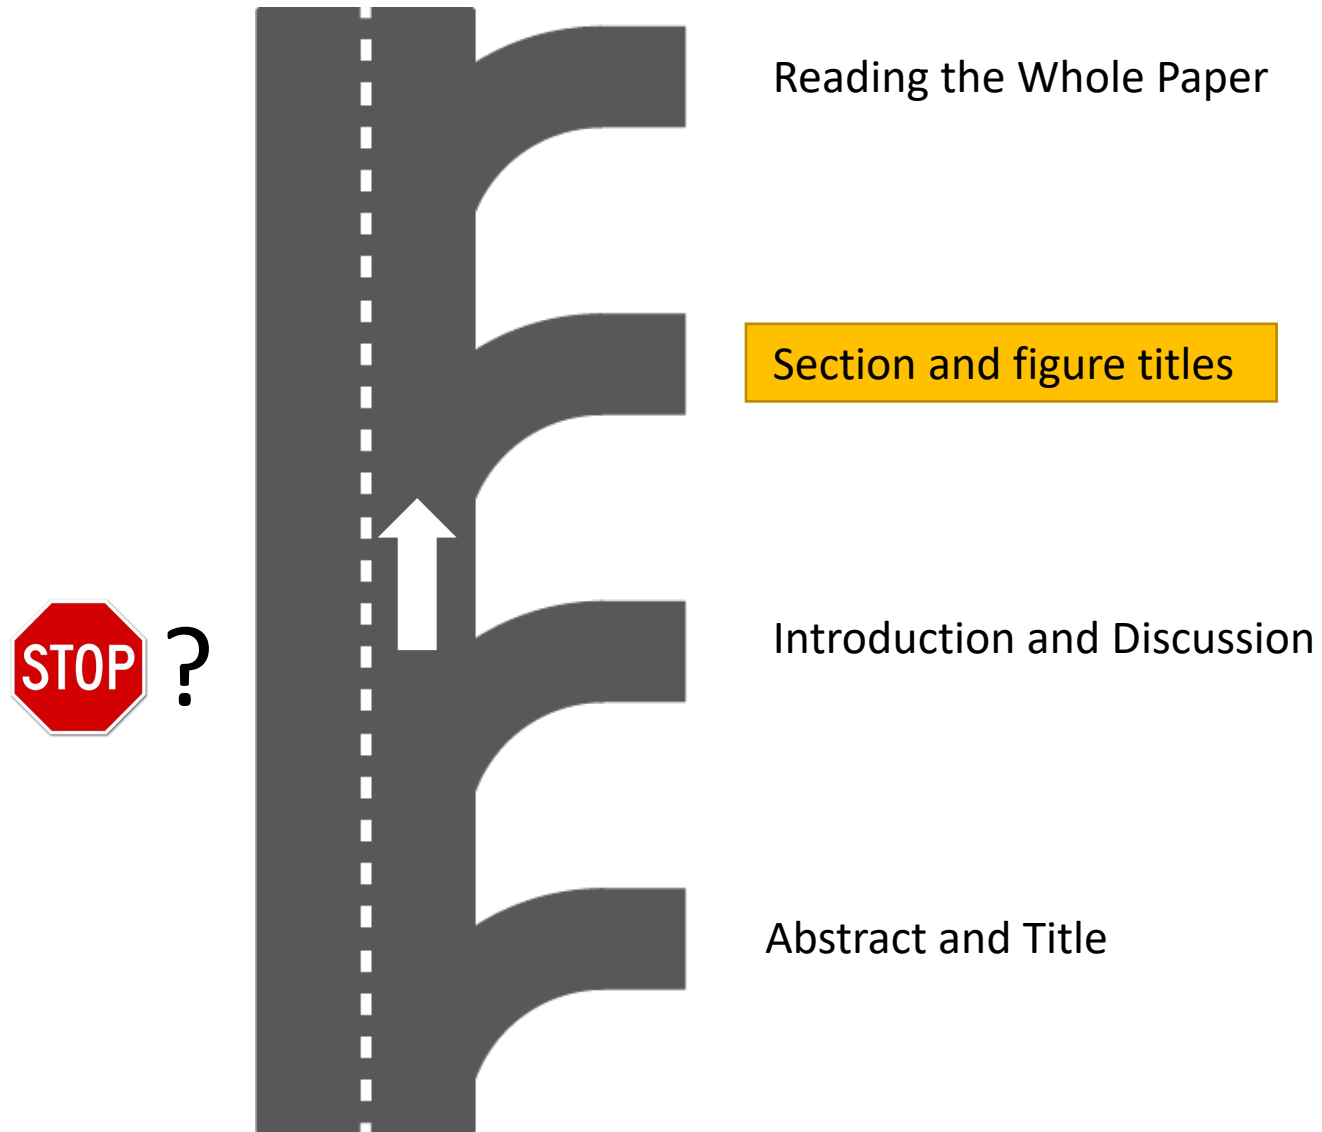 Reading the Whole Paper
Section and figure titles
STOP ?
Introduction and Discussion
Abstract and Title